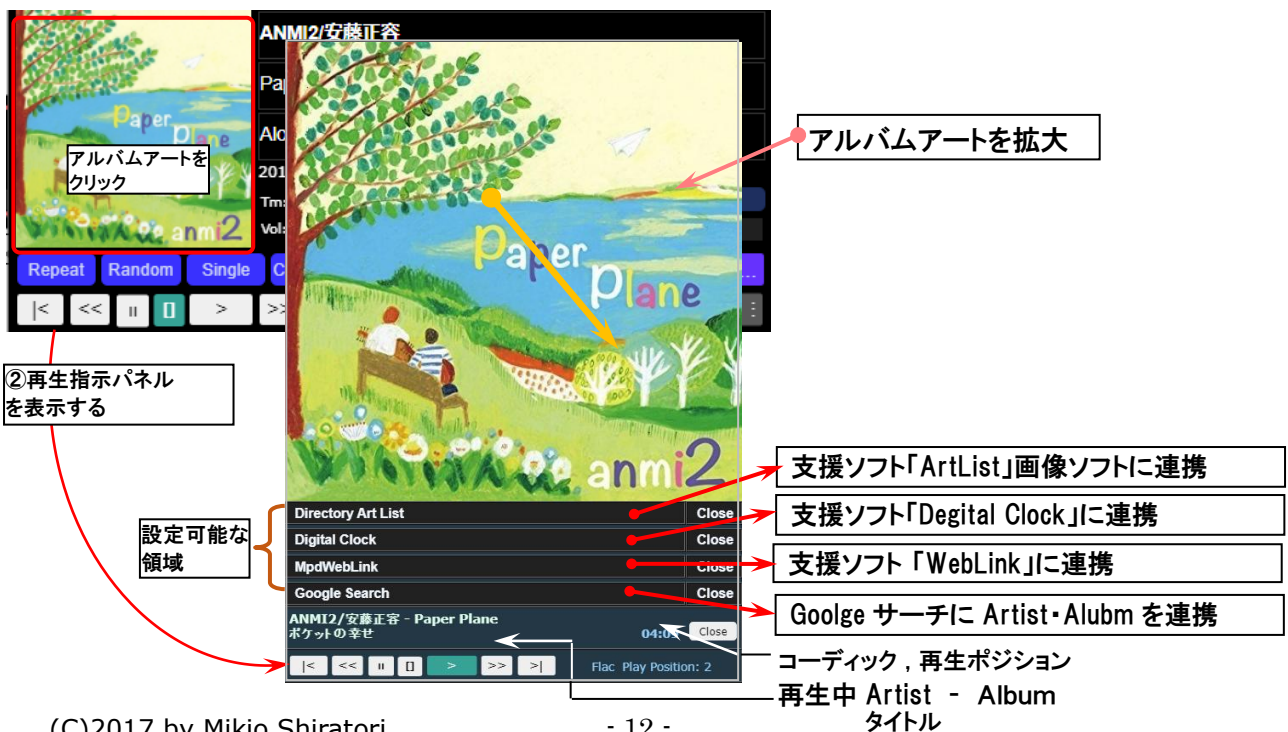 ANMI2/安藤正容
Pa
Alo
201
Tm:
Vol:
アルバムアートを
クリック
Paper
Plane
anmi2
Repeat Random Single C ...
|< << II [] > >>
Paper
Plane
anmi2
アルバムアートを拡大
②再生指示パネル
を表示する
設定可能な
領域
Directory Art List Close
Digital Clock Close
MpdWebLink Close
Google Search Close
支援ソフト「ArtList」画像ソフトに連携
支援ソフト「Degital Clock」に連携
支援ソフト 「WebLink」に連携
Goolge サーチに Artist・Alubm を連携
ANMI2/安藤正容 - Paper Plane
ポケットの幸せ 04:0 Close
|< << II [] > >> >| Flac Play Position: 2
コーディック , 再生ポジション
再生中 Artist - Album
タイトル
(C)2017 by Mikio Shiratori
- 12 -